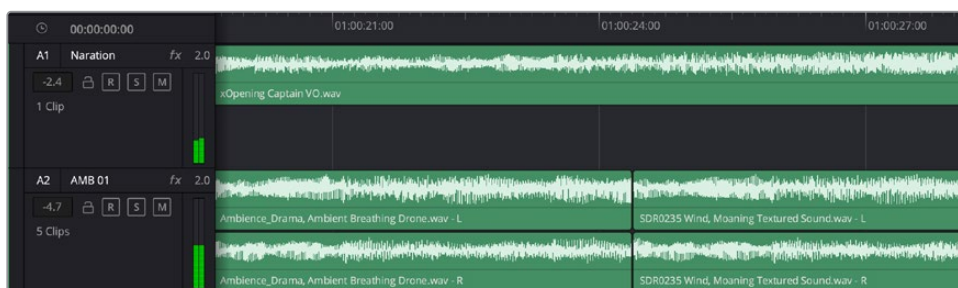 00:00:00:00 01:00:21:00 01:00:24:00 01:00:27:00
A1 Naration fx 2.0
-2.4 R S M
1 Clip
xOpening Captain VO.wav
A2 AMB 01 fx 2.0
-4.7 R S M
5 Clips
Ambience_Drama, Ambient Breathing Drone.wav - L SDR0235 Wind, Moaning Textured Sound.wav - L
Ambience_Drama, Ambient Breathing Drone.wav - R SDR0235 Wind, Moaning Textured Sound.wav - R